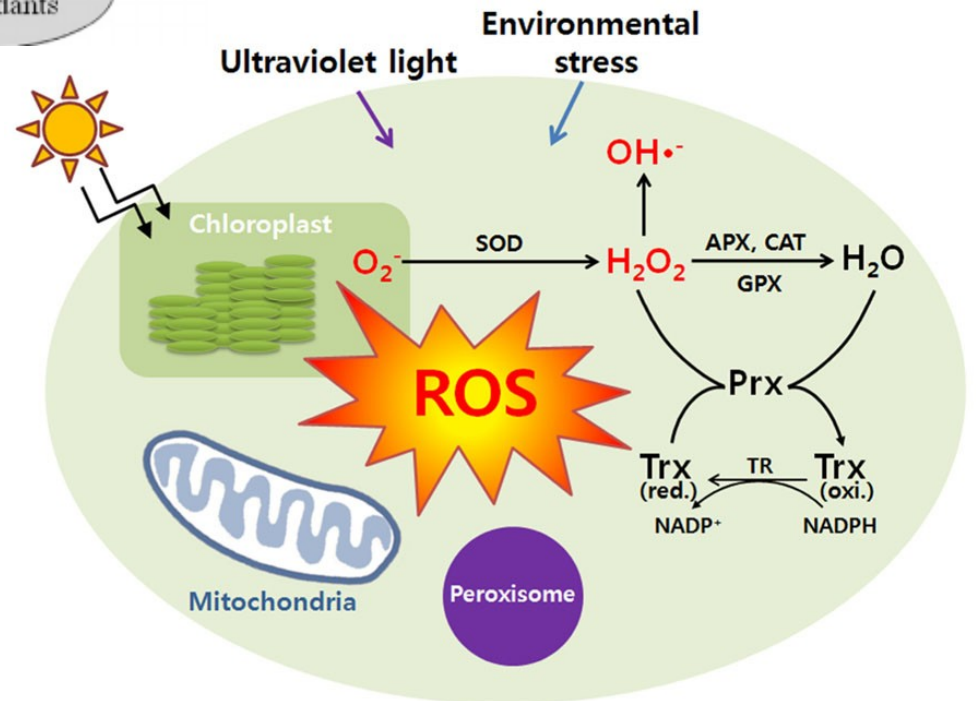 Environmental
Ultraviolet light
stress
OH•⁻
Chloroplast
O₂⁻
SOD
H₂O₂
APX, CAT
GPX
H₂O
ROS
Prx
Trx
(red.)
TR
Trx
(oxi.)
NADP⁺
NADPH
Mitochondria
Peroxisome